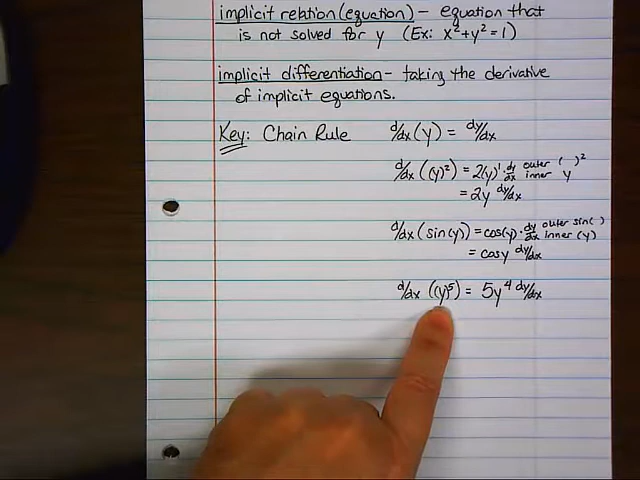 implicit relation (equation) - equation that
is not solved for y (Ex: x²+y²=1)
implicit differentiation - taking the derivative
of implicit equations.
Key: Chain Rule d/dx (y) = dy/dx
d/dx ((y)²) = 2(y)¹·dy/dx outer ( )² inner y
= 2y dy/dx
d/dx (sin(y)) = cos(y)·dy/dx outer sin( ) inner (y)
= cosy dy/dx
d/dx ((y)⁵) = 5y⁴ dy/dx